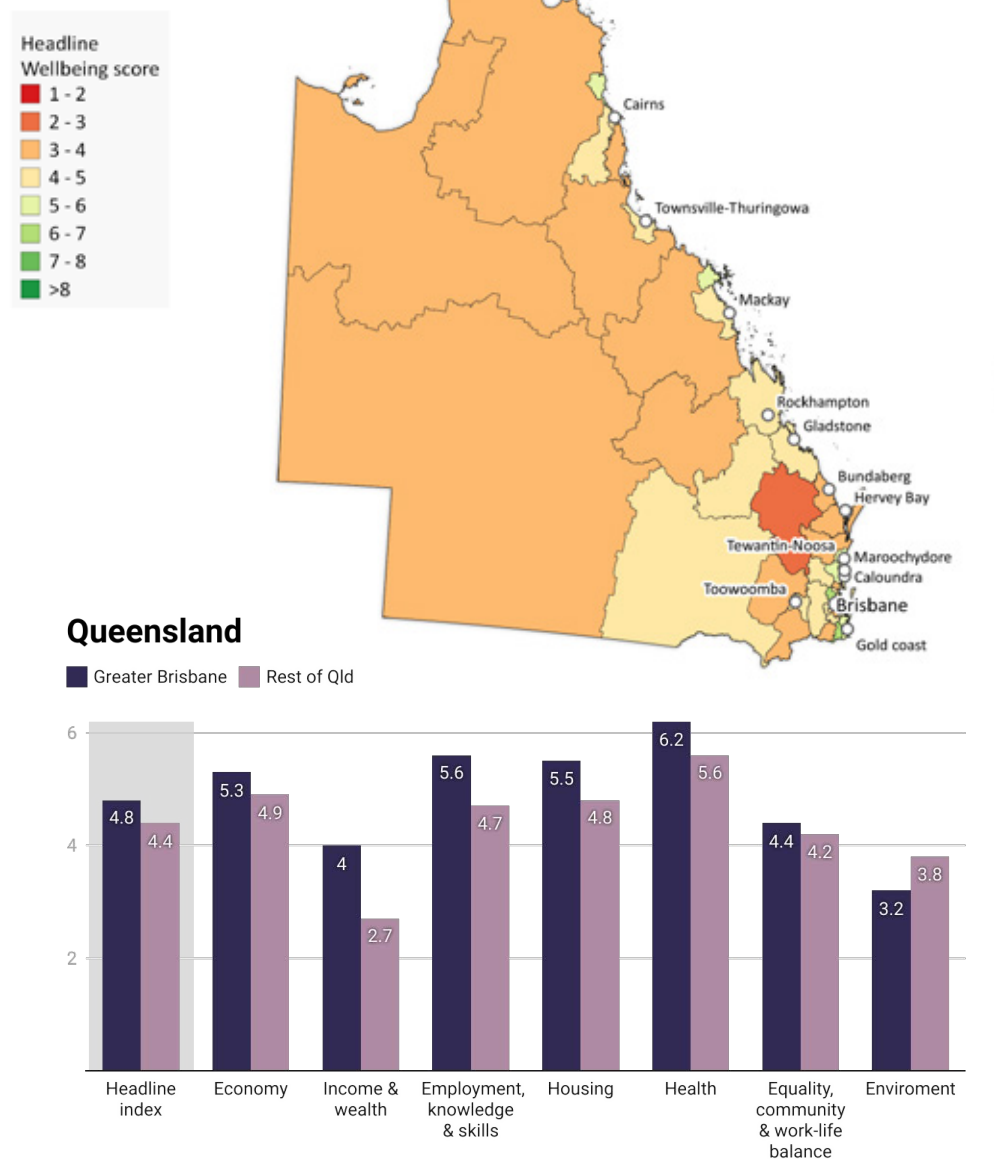 Headline
Wellbeing score
1 - 2
2 - 3
3 - 4
4 - 5
5 - 6
6 - 7
7 - 8
>8
Cairns
Townsville-Thuringowa
Mackay
Rockhampton
Gladstone
Bundaberg
Hervey Bay
Tewantin-Noosa
Maroochydore
Caloundra
Toowoomba
Brisbane
Gold coast
Queensland
Greater Brisbane Rest of Qld
6
4
2
4.8
4.4
5.3
4.9
4
2.7
5.6
4.7
5.5
4.8
6.2
5.6
4.4
4.2
3.2
3.8
Headline
index
Economy
Income &
wealth
Employment,
knowledge
& skills
Housing
Health
Equality,
community
& work-life
balance
Enviroment